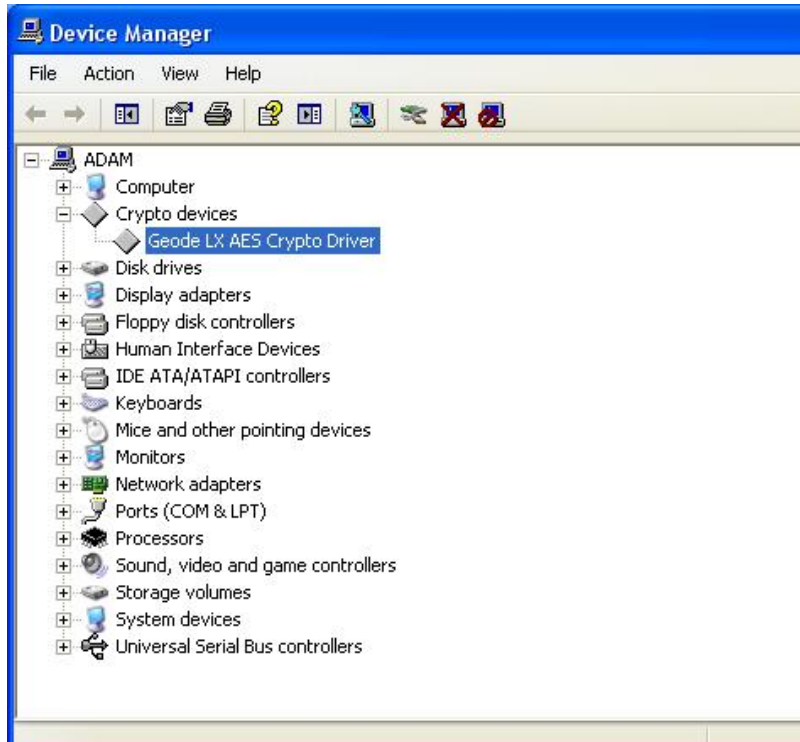 Device Manager
File Action View Help
ADAM
Computer
Crypto devices
Geode LX AES Crypto Driver
Disk drives
Display adapters
Floppy disk controllers
Human Interface Devices
IDE ATA/ATAPI controllers
Keyboards
Mice and other pointing devices
Monitors
Network adapters
Ports (COM & LPT)
Processors
Sound, video and game controllers
Storage volumes
System devices
Universal Serial Bus controllers